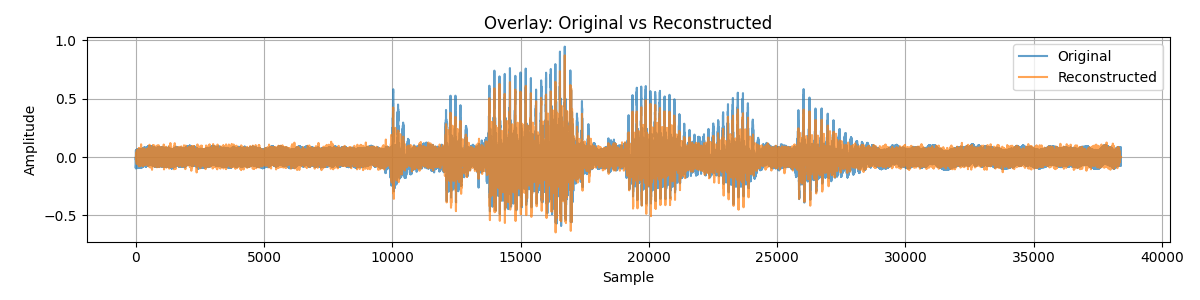 Overlay: Original vs Reconstructed
1.0
0.5
0.0
−0.5
Amplitude
Original
Reconstructed
0 5000 10000 15000 20000 25000 30000 35000 40000
Sample